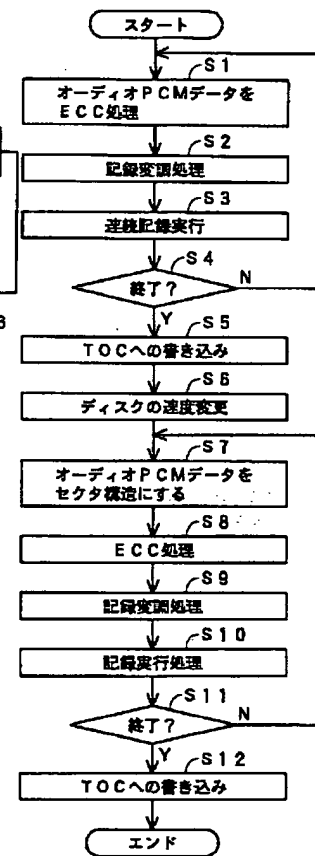 スタート
S1
オーディオPCMデータを
ECC処理
S2
記録変調処理
S3
連続記録実行
S4
終了?
N
Y
S5
TOCへの書き込み
S6
ディスクの速度変更
S7
オーディオPCMデータを
セクタ構造にする
S8
ECC処理
S9
記録変調処理
S10
記録実行処理
S11
終了?
N
Y
S12
TOCへの書き込み
エンド